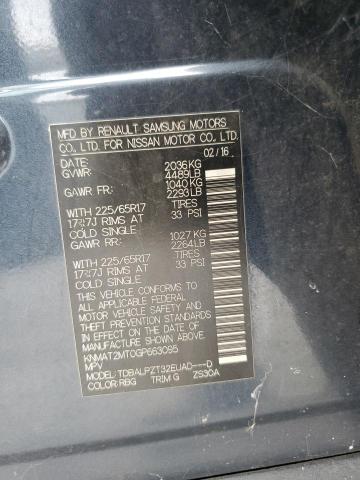 MFD BY RENAULT SAMSUNG MOTORS
CO., LTD. FOR NISSAN MOTOR CO., LTD.
DATE: 02/16
GVWR: 2036KG
4489LB
GAWR FR: 1040KG
2293LB
WITH 225/65R17 TIRES
17X7J RIMS AT 33 PSI
COLD SINGLE
GAWR RR: 1027KG
2264LB
WITH 225/65R17 TIRES
17X7J RIMS AT 33 PSI
COLD SINGLE
THIS VEHICLE CONFORMS TO ALL
APPLICABLE FEDERAL MOTOR
VEHICLE SAFETY AND THEFT
PREVENTION STANDARDS IN
EFFECT ON THE DATE OF
MANUFACTURE SHOWN ABOVE.
KNMAT2MT0GP663095
MPV
MODEL: TDBALPZT32EUAD---D
COLOR:RBG TRIM G ZS30A